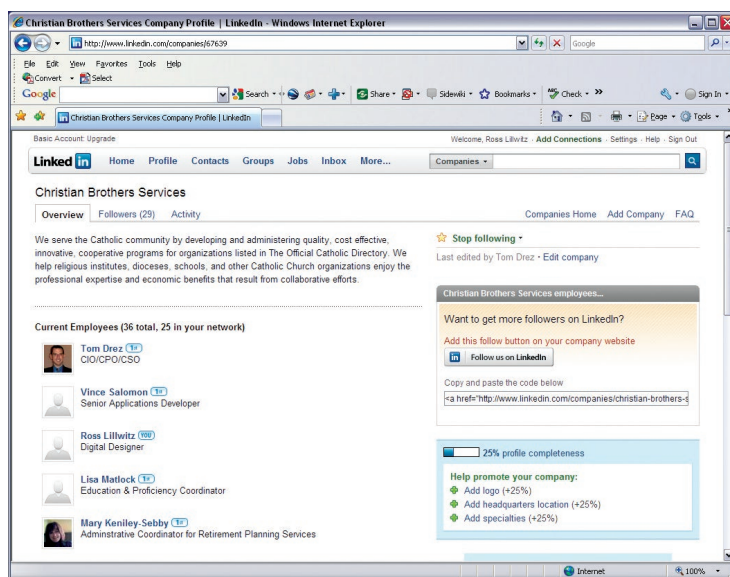 Christian Brothers Services Company Profile | LinkedIn - Windows Internet Explorer
http://www.linkedin.com/companies/67639
Google
File Edit View Favorites Tools Help
Convert Select
Google Search Share Sidewiki Bookmarks Check Sign In
Christian Brothers Services Company Profile | LinkedIn
Page Tools
Basic Account: Upgrade
Welcome, Ross Lillwitz · Add Connections · Settings · Help · Sign Out
Linked in Home Profile Contacts Groups Jobs Inbox More... Companies
Christian Brothers Services
Overview Followers (29) Activity Companies Home Add Company FAQ
We serve the Catholic community by developing and administering quality, cost effective,
innovative, cooperative programs for organizations listed in The Official Catholic Directory. We
help religious institutes, dioceses, schools, and other Catholic Church organizations enjoy the
professional expertise and economic benefits that result from collaborative efforts.
Current Employees (36 total, 25 in your network)
Tom Drez 1st
CIO/CPO/CSO
Vince Salomon 1st
Senior Applications Developer
Ross Lillwitz YOU
Digital Designer
Lisa Matlock 1st
Education & Proficiency Coordinator
Mary Keniley-Sebby 1st
Adminstrative Coordinator for Retirement Planning Services
Stop following
Last edited by Tom Drez · Edit company
Christian Brothers Services employees...
Want to get more followers on LinkedIn?
Add this follow button on your company website
in Follow us on LinkedIn
Copy and paste the code below
<a href="http://www.linkedin.com/companies/christian-brothers-s
25% profile completeness
Help promote your company:
Add logo (+25%)
Add headquarters location (+25%)
Add specialties (+25%)
Internet 100%